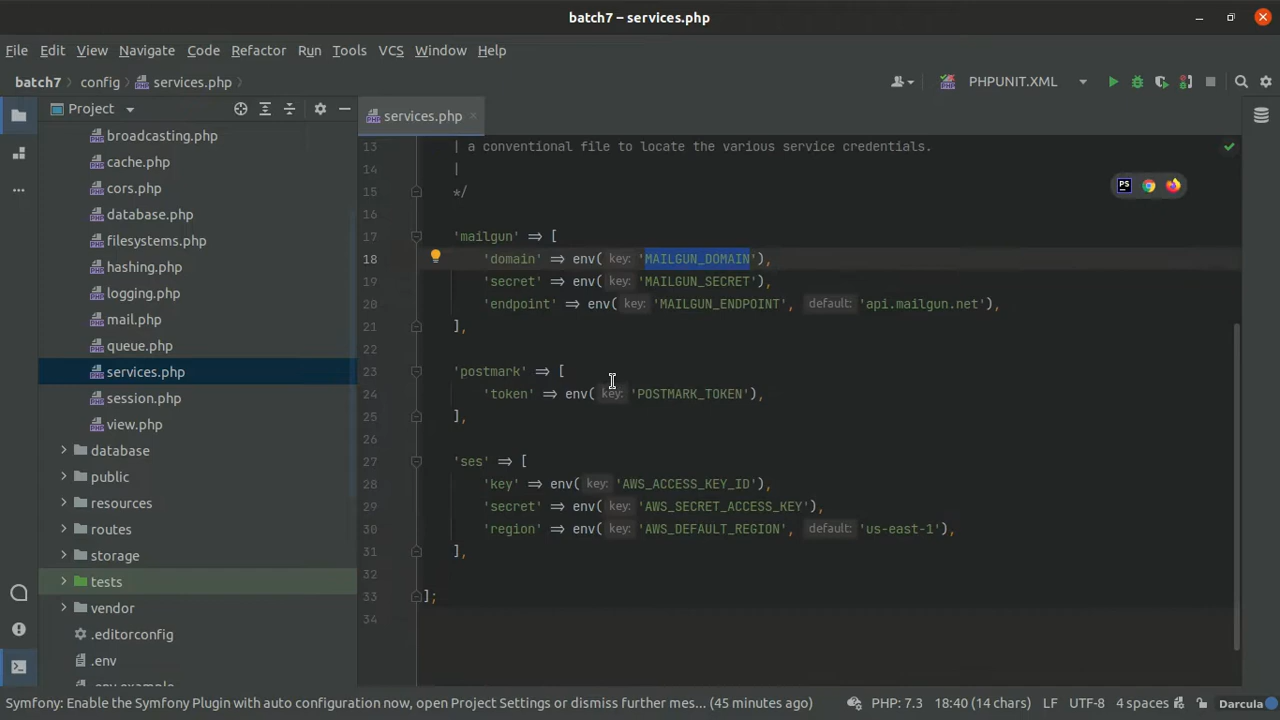 batch7 – services.php
File Edit View Navigate Code Refactor Run Tools VCS Window Help
batch7 config services.php PHPUNIT.XML
Project
broadcasting.php
cache.php
cors.php
database.php
filesystems.php
hashing.php
logging.php
mail.php
queue.php
services.php
session.php
view.php
database
public
resources
routes
storage
tests
vendor
.editorconfig
.env
.env.example
services.php
13 | a conventional file to locate the various service credentials.
14 |
15 */
16
17 'mailgun' => [
18 'domain' => env( key: 'MAILGUN_DOMAIN'),
19 'secret' => env( key: 'MAILGUN_SECRET'),
20 'endpoint' => env( key: 'MAILGUN_ENDPOINT', default: 'api.mailgun.net'),
21 ],
22
23 'postmark' => [
24 'token' => env( key: 'POSTMARK_TOKEN'),
25 ],
26
27 'ses' => [
28 'key' => env( key: 'AWS_ACCESS_KEY_ID'),
29 'secret' => env( key: 'AWS_SECRET_ACCESS_KEY'),
30 'region' => env( key: 'AWS_DEFAULT_REGION', default: 'us-east-1'),
31 ],
32
33 ];
34
PS
Symfony: Enable the Symfony Plugin with auto configuration now, open Project Settings or dismiss further mes... (45 minutes ago) PHP: 7.3 18:40 (14 chars) LF UTF-8 4 spaces Darcula